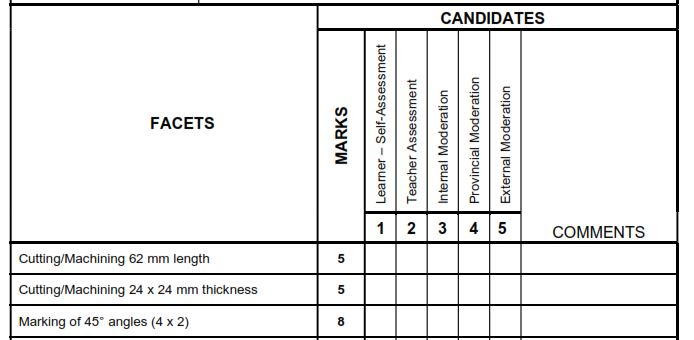 CANDIDATES
FACETS
MARKS
Learner – Self-Assessment
Teacher Assessment
Internal Moderation
Provincial Moderation
External Moderation
1 2 3 4 5
COMMENTS
Cutting/Machining 62 mm length 5
Cutting/Machining 24 x 24 mm thickness 5
Marking of 45° angles (4 x 2) 8